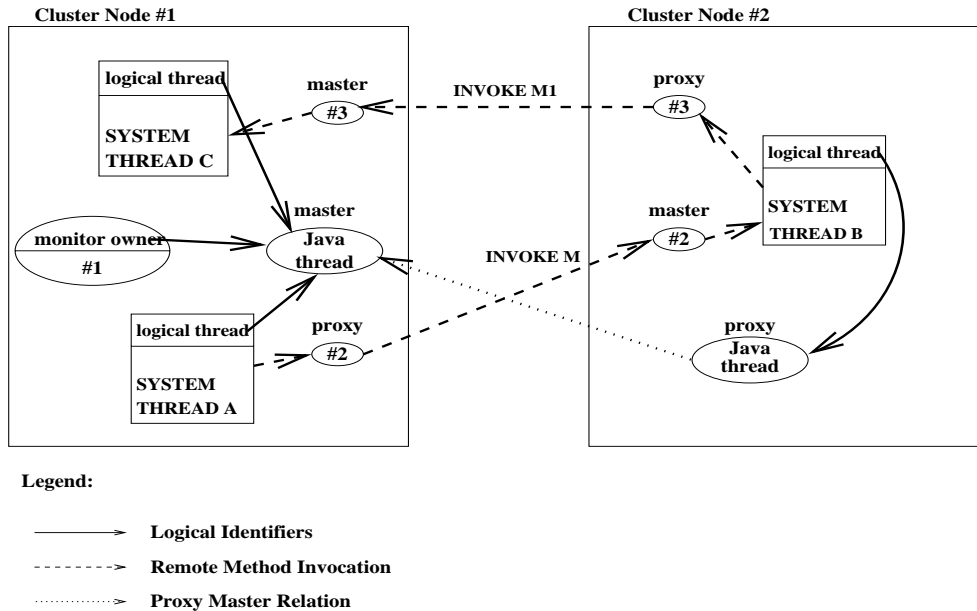 Cluster Node #1
Cluster Node #2
logical thread
SYSTEM
THREAD C
master
#3
INVOKE M1
proxy
#3
logical thread
SYSTEM
THREAD B
master
#2
monitor owner
#1
master
Java
thread
INVOKE M
logical thread
SYSTEM
THREAD A
proxy
#2
proxy
Java
thread
Legend:
Logical Identifiers
Remote Method Invocation
Proxy Master Relation